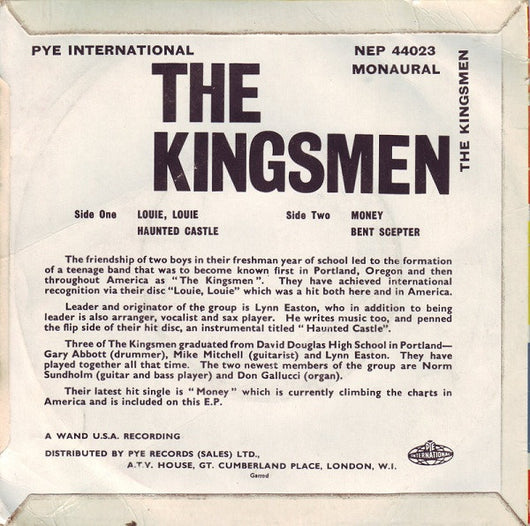 PYE INTERNATIONAL
NEP 44023
MONAURAL
THE KINGSMEN
THE
KINGSMEN
Side One LOUIE, LOUIE
HAUNTED CASTLE
Side Two MONEY
BENT SCEPTER
The friendship of two boys in their freshman year of school led to the formation
of a teenage band that was to become known first in Portland, Oregon and then
throughout America as "The Kingsmen". They have achieved international
recognition via their disc "Louie, Louie" which was a hit both here and in America.
Leader and originator of the group is Lynn Easton, who in addition to being
leader is also arranger, vocalist and sax player. He writes music too, and penned
the flip side of their hit disc, an instrumental titled "Haunted Castle".
Three of The Kingsmen graduated from David Douglas High School in Portland—
Gary Abbott (drummer), Mike Mitchell (guitarist) and Lynn Easton. They have
played together all that time. The two newest members of the group are Norm
Sundholm (guitar and bass player) and Don Gallucci (organ).
Their latest hit single is "Money" which is currently climbing the charts in
America and is included on this E.P.
A WAND U.S.A. RECORDING
DISTRIBUTED BY PYE RECORDS (SALES) LTD.,
A.T.V. HOUSE, GT. CUMBERLAND PLACE, LONDON, W.I.
Garrod
PYE
INTERNATIONAL